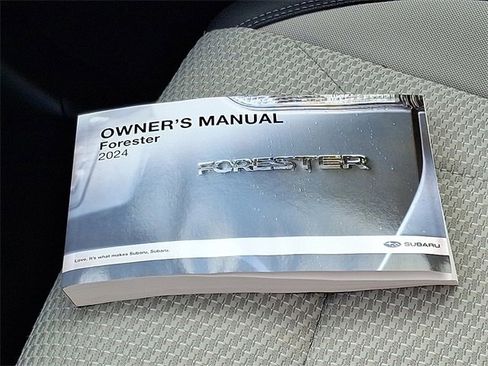 OWNER'S MANUAL
Forester
2024
FORESTER
Love. It's what makes Subaru, Subaru.
SUBARU